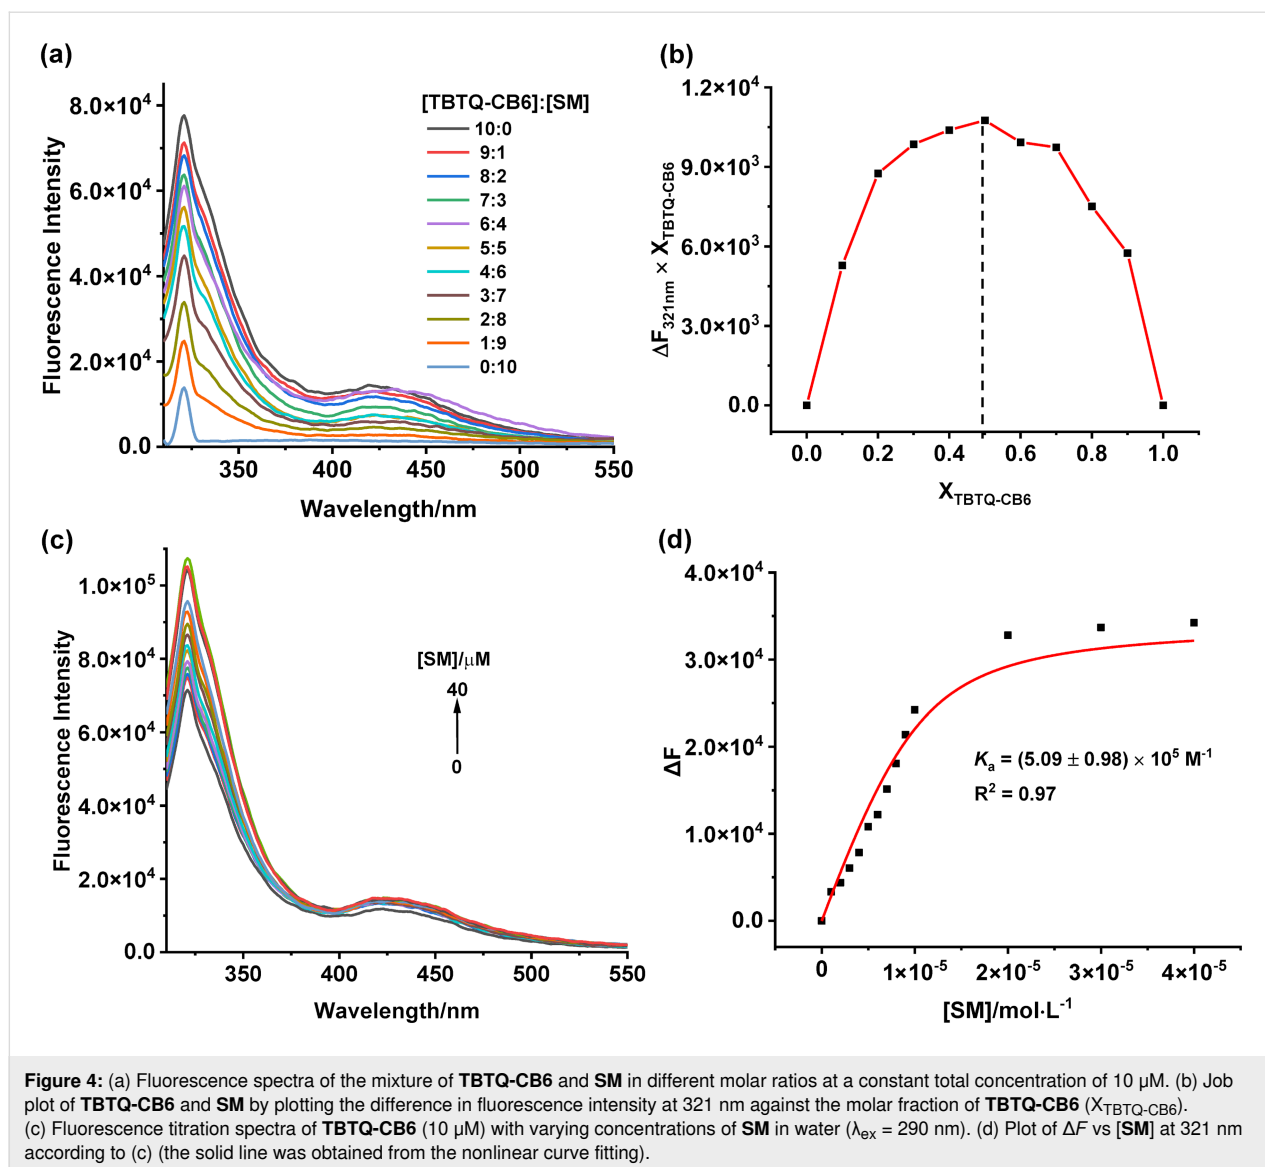 (a)
[TBTQ-CB6]:[SM]
10:0
9:1
8:2
7:3
6:4
5:5
4:6
3:7
2:8
1:9
0:10
8.0×10⁴
6.0×10⁴
4.0×10⁴
2.0×10⁴
0.0
350 400 450 500 550
Fluorescence Intensity
Wavelength/nm
(b)
1.2×10⁴
9.0×10³
6.0×10³
3.0×10³
0.0
0.0 0.2 0.4 0.6 0.8 1.0
ΔF₃₂₁ₙₘ × X_TBTQ-CB6
X_TBTQ-CB6
(c)
1.0×10⁵
8.0×10⁴
6.0×10⁴
4.0×10⁴
2.0×10⁴
0.0
350 400 450 500 550
Fluorescence Intensity
Wavelength/nm
[SM]/μM
40
0
(d)
4.0×10⁴
3.0×10⁴
2.0×10⁴
1.0×10⁴
0.0
0 1×10⁻⁵ 2×10⁻⁵ 3×10⁻⁵ 4×10⁻⁵
ΔF
[SM]/mol·L⁻¹
Kₐ = (5.09 ± 0.98) × 10⁵ M⁻¹
R² = 0.97
Figure 4: (a) Fluorescence spectra of the mixture of TBTQ-CB6 and SM in different molar ratios at a constant total concentration of 10 µM. (b) Job
plot of TBTQ-CB6 and SM by plotting the difference in fluorescence intensity at 321 nm against the molar fraction of TBTQ-CB6 (X_TBTQ-CB6).
(c) Fluorescence titration spectra of TBTQ-CB6 (10 µM) with varying concentrations of SM in water (λₑₓ = 290 nm). (d) Plot of ΔF vs [SM] at 321 nm
according to (c) (the solid line was obtained from the nonlinear curve fitting).